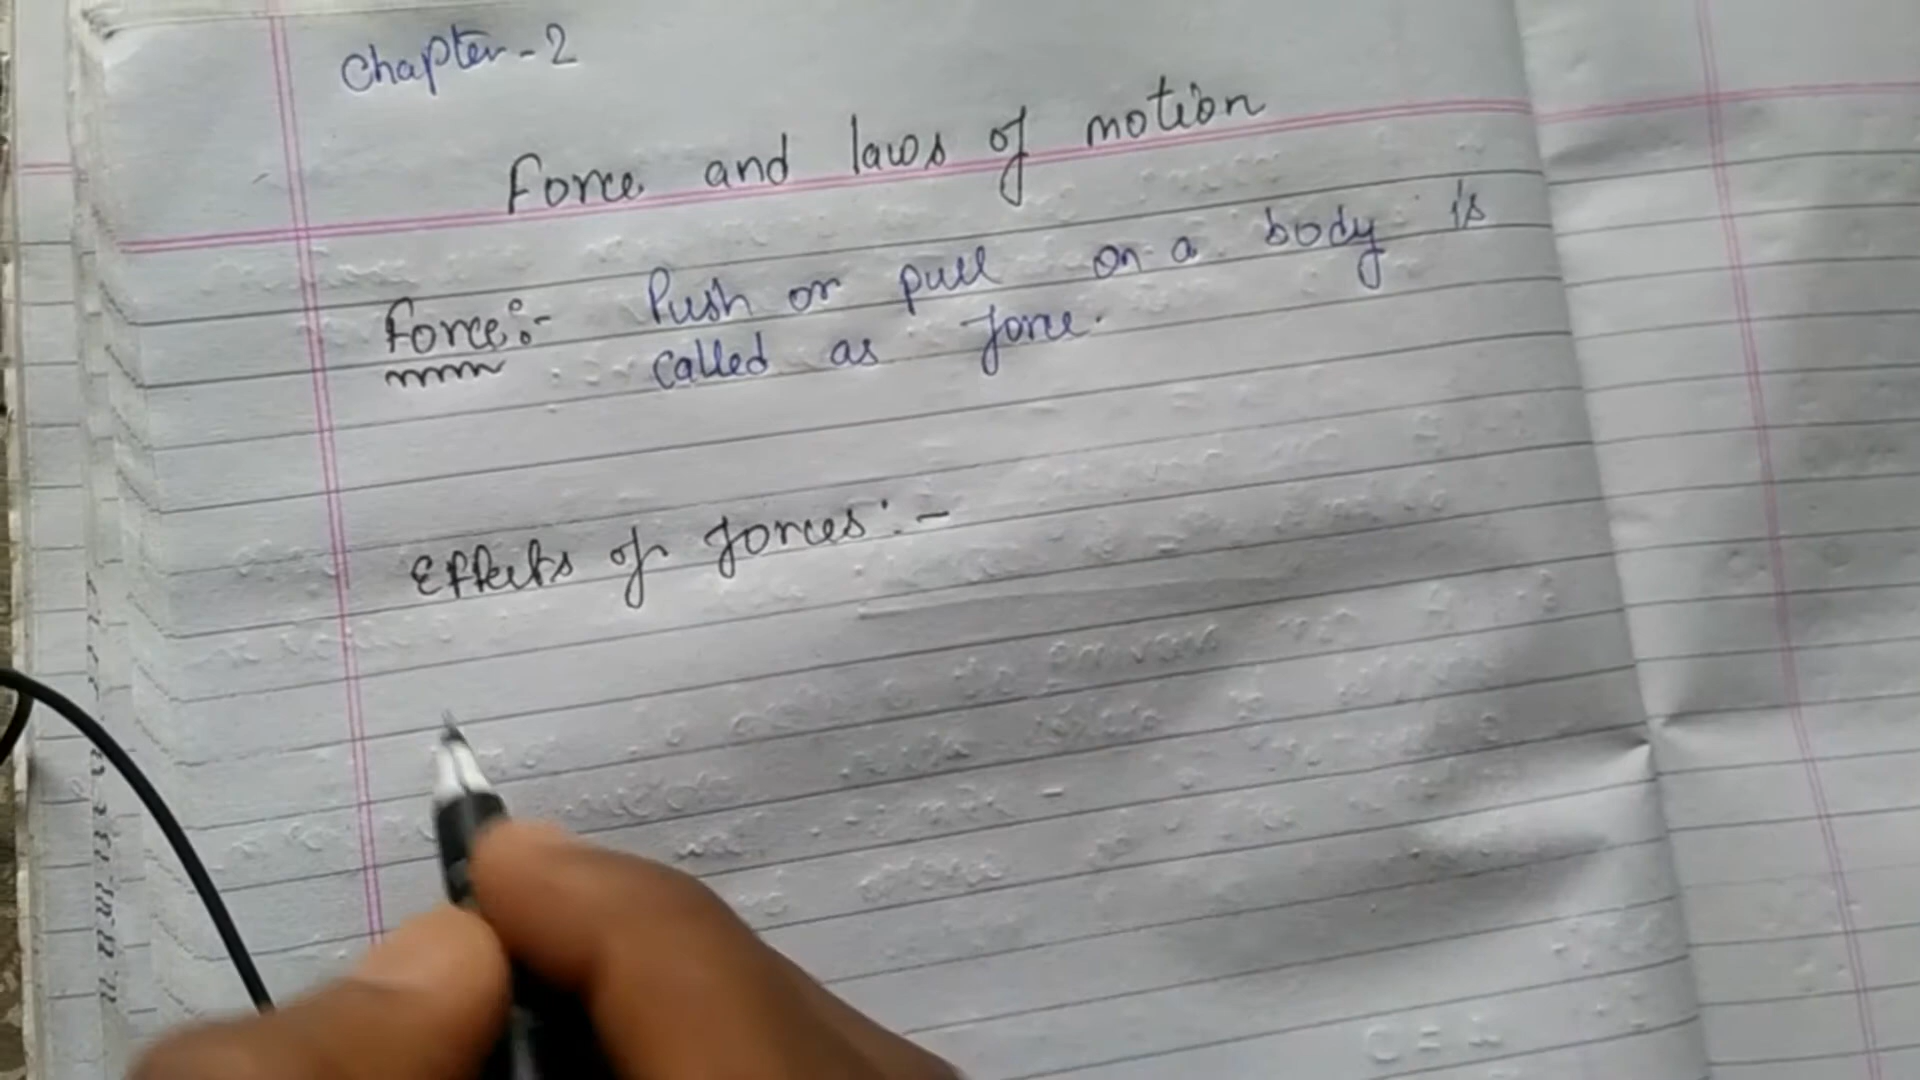 Chapter-2
Force and laws of motion
Force:- Push or pull on a body is
called as force.
Effects of forces:-